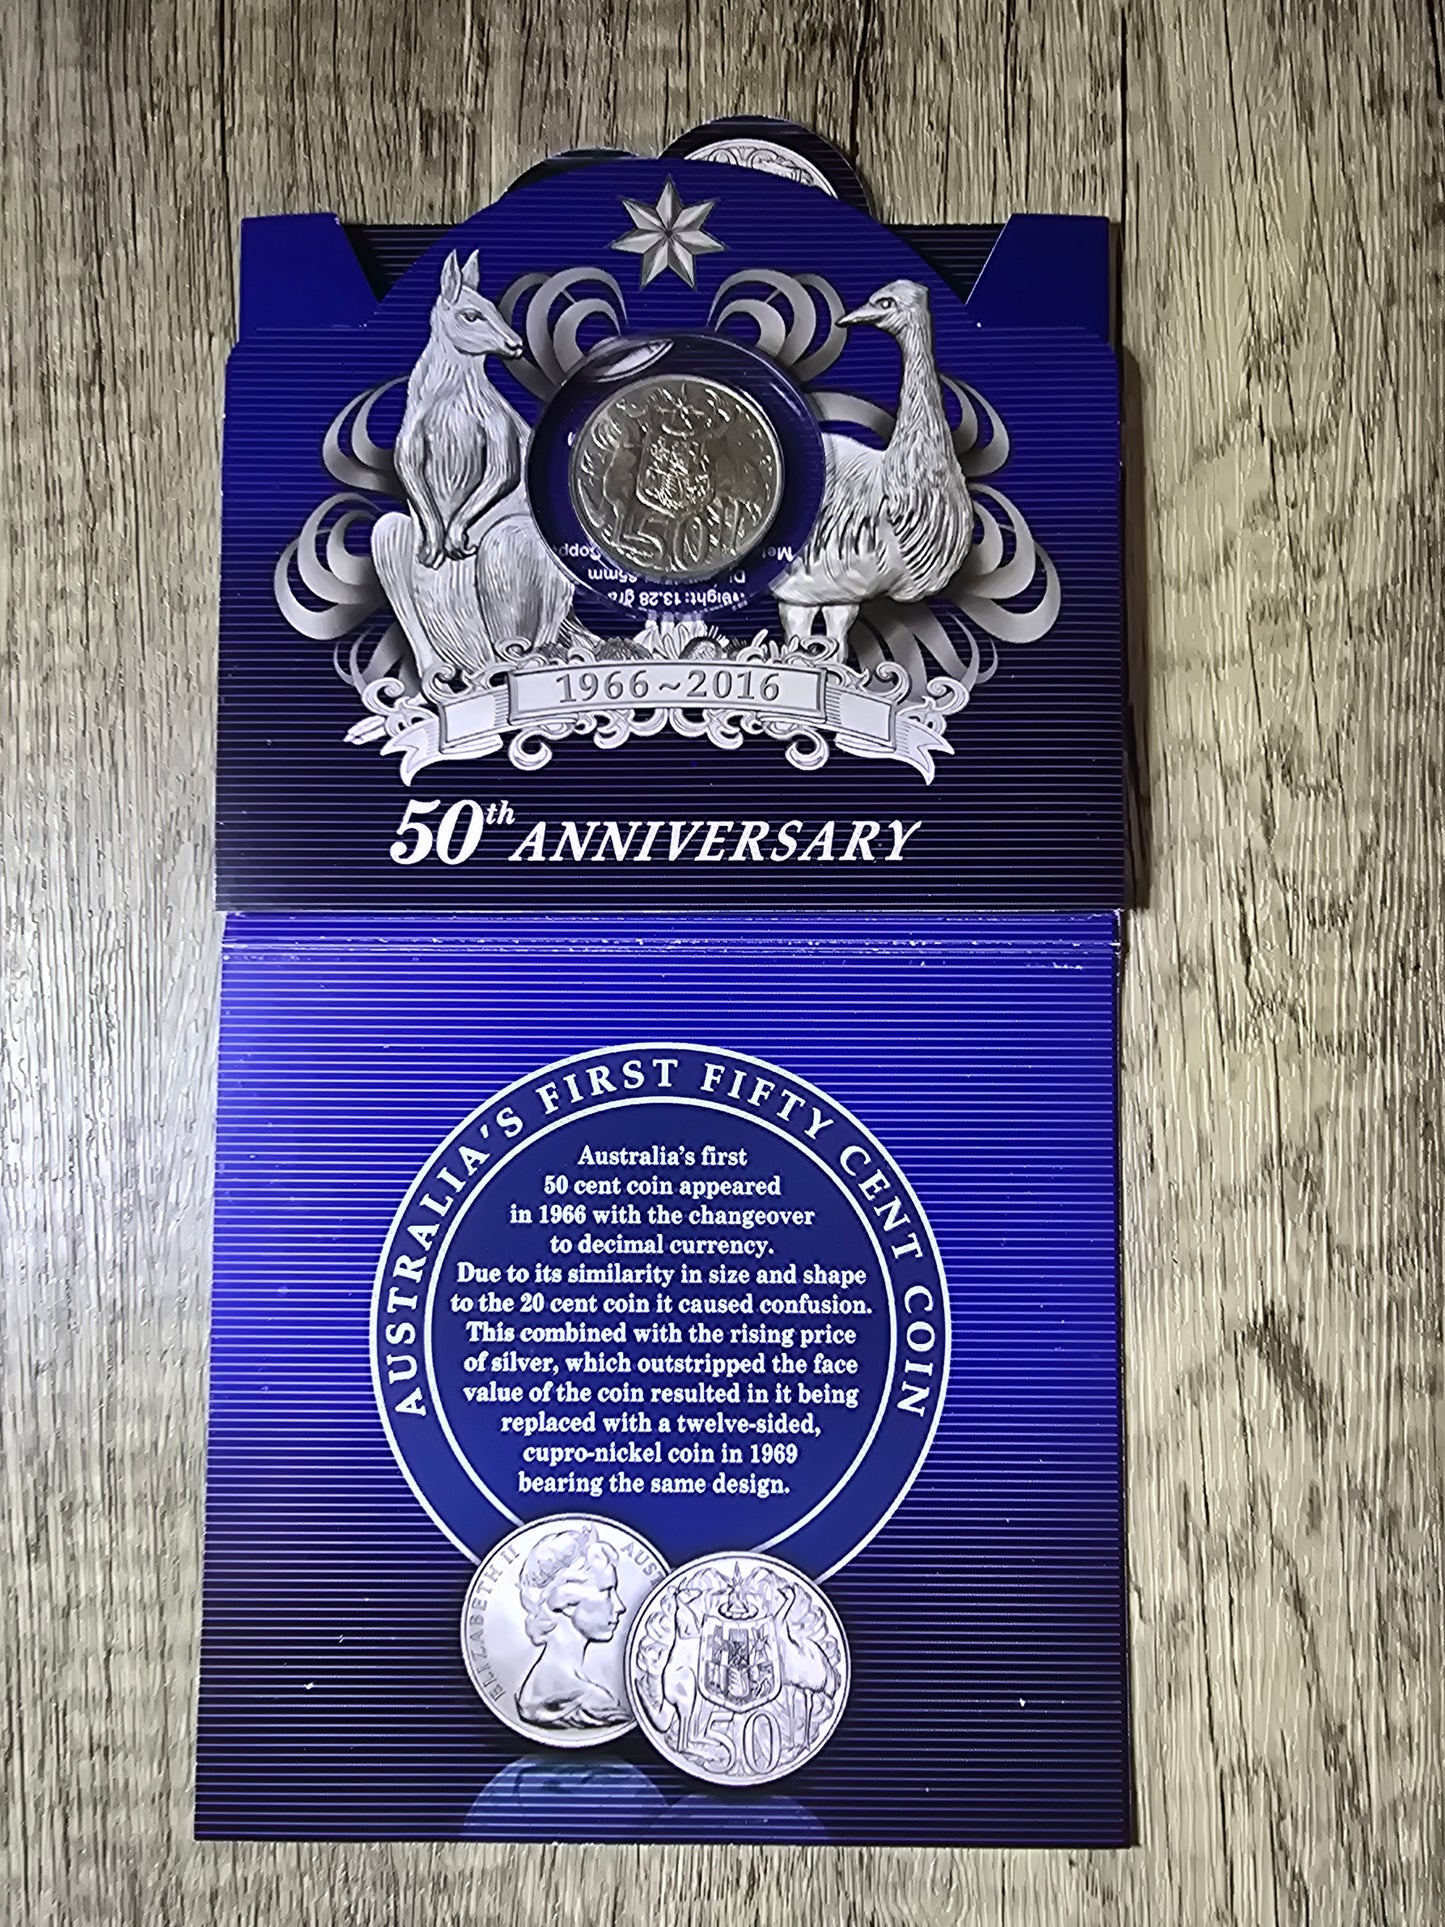 50
1966~2016
50th ANNIVERSARY
AUSTRALIA'S FIRST FIFTY CENT COIN
Australia's first
50 cent coin appeared
in 1966 with the changeover
to decimal currency.
Due to its similarity in size and shape
to the 20 cent coin it caused confusion.
This combined with the rising price
of silver, which outstripped the face
value of the coin resulted in it being
replaced with a twelve-sided,
cupro-nickel coin in 1969
bearing the same design.
ELIZABETH II
50